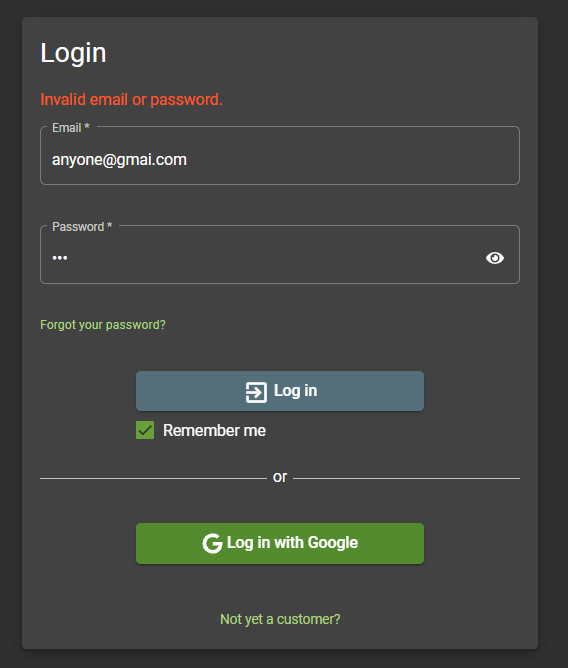 Login
Invalid email or password.
Email *
anyone@gmai.com
Password *
•••
Forgot your password?
Log in
Remember me
or
G Log in with Google
Not yet a customer?